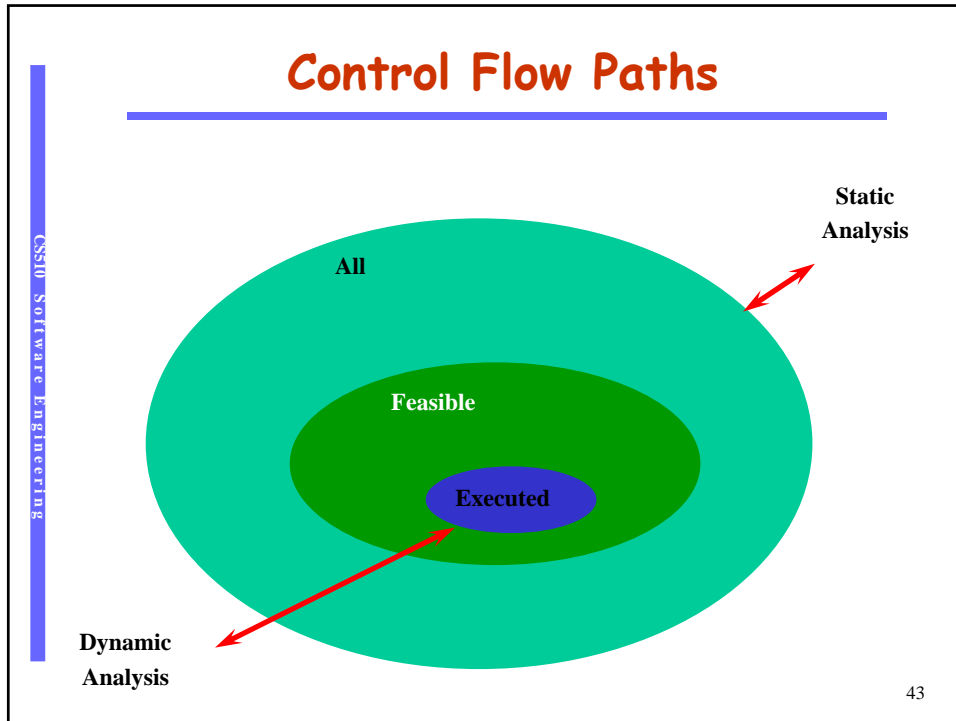 Control Flow Paths
CS510 Software Engineering
Static
Analysis
All
Feasible
Executed
Dynamic
Analysis
43